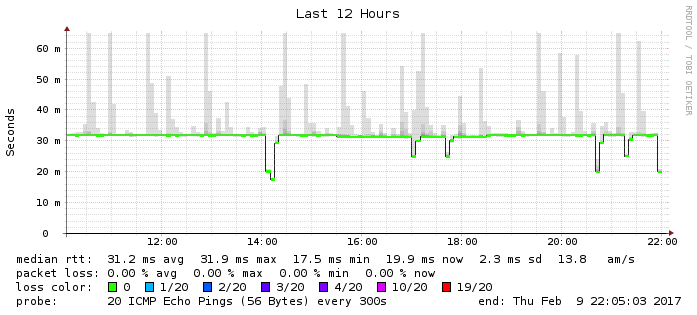 Last 12 Hours
RRDTOOL / TOBI OETIKER
Seconds
60 m
50 m
40 m
30 m
20 m
10 m
0
12:00 14:00 16:00 18:00 20:00 22:00
median rtt: 31.2 ms avg 31.9 ms max 17.5 ms min 19.9 ms now 2.3 ms sd 13.8 am/s
packet loss: 0.00 % avg 0.00 % max 0.00 % min 0.00 % now
loss color: 0 1/20 2/20 3/20 4/20 10/20 19/20
probe: 20 ICMP Echo Pings (56 Bytes) every 300s end: Thu Feb 9 22:05:03 2017